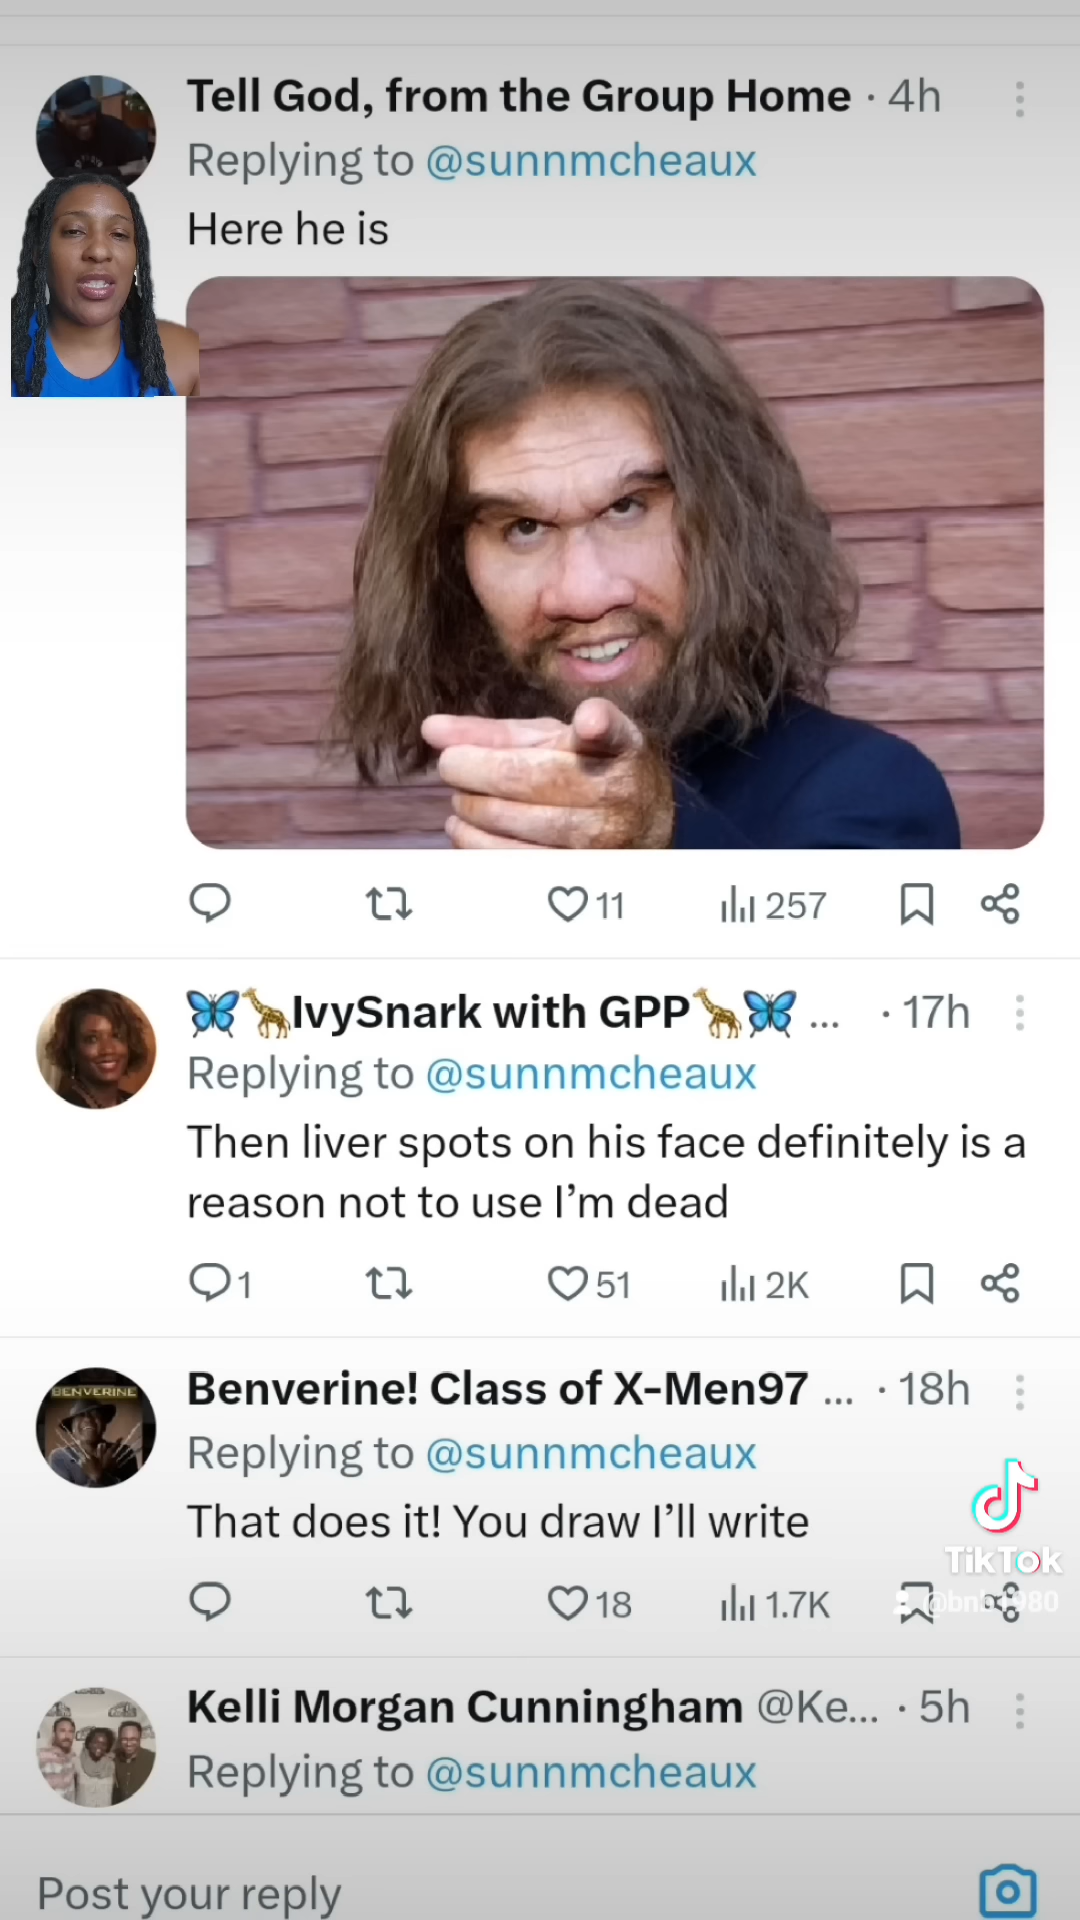 Tell God, from the Group Home · 4h
Replying to @sunnmcheaux
Here he is
11 257
🦋🦒IvySnark with GPP🦒🦋 ... · 17h
Replying to @sunnmcheaux
Then liver spots on his face definitely is a
reason not to use I’m dead
1 51 2K
BENVERINE
Benverine! Class of X-Men97 ... · 18h
Replying to @sunnmcheaux
That does it! You draw I’ll write
TikTok
18 1.7K
Kelli Morgan Cunningham @Ke... · 5h
Replying to @sunnmcheaux
Post your reply